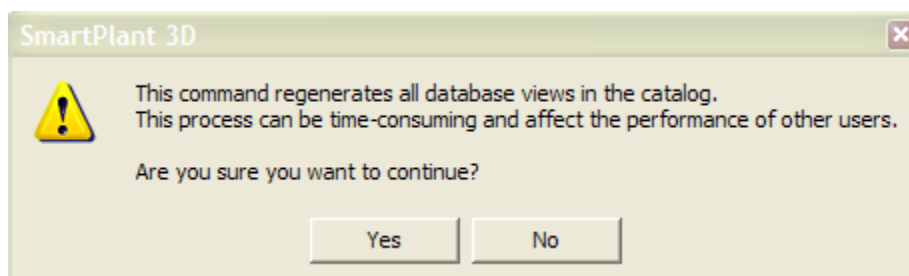 SmartPlant 3D
This command regenerates all database views in the catalog.
This process can be time-consuming and affect the performance of other users.
Are you sure you want to continue?
Yes No